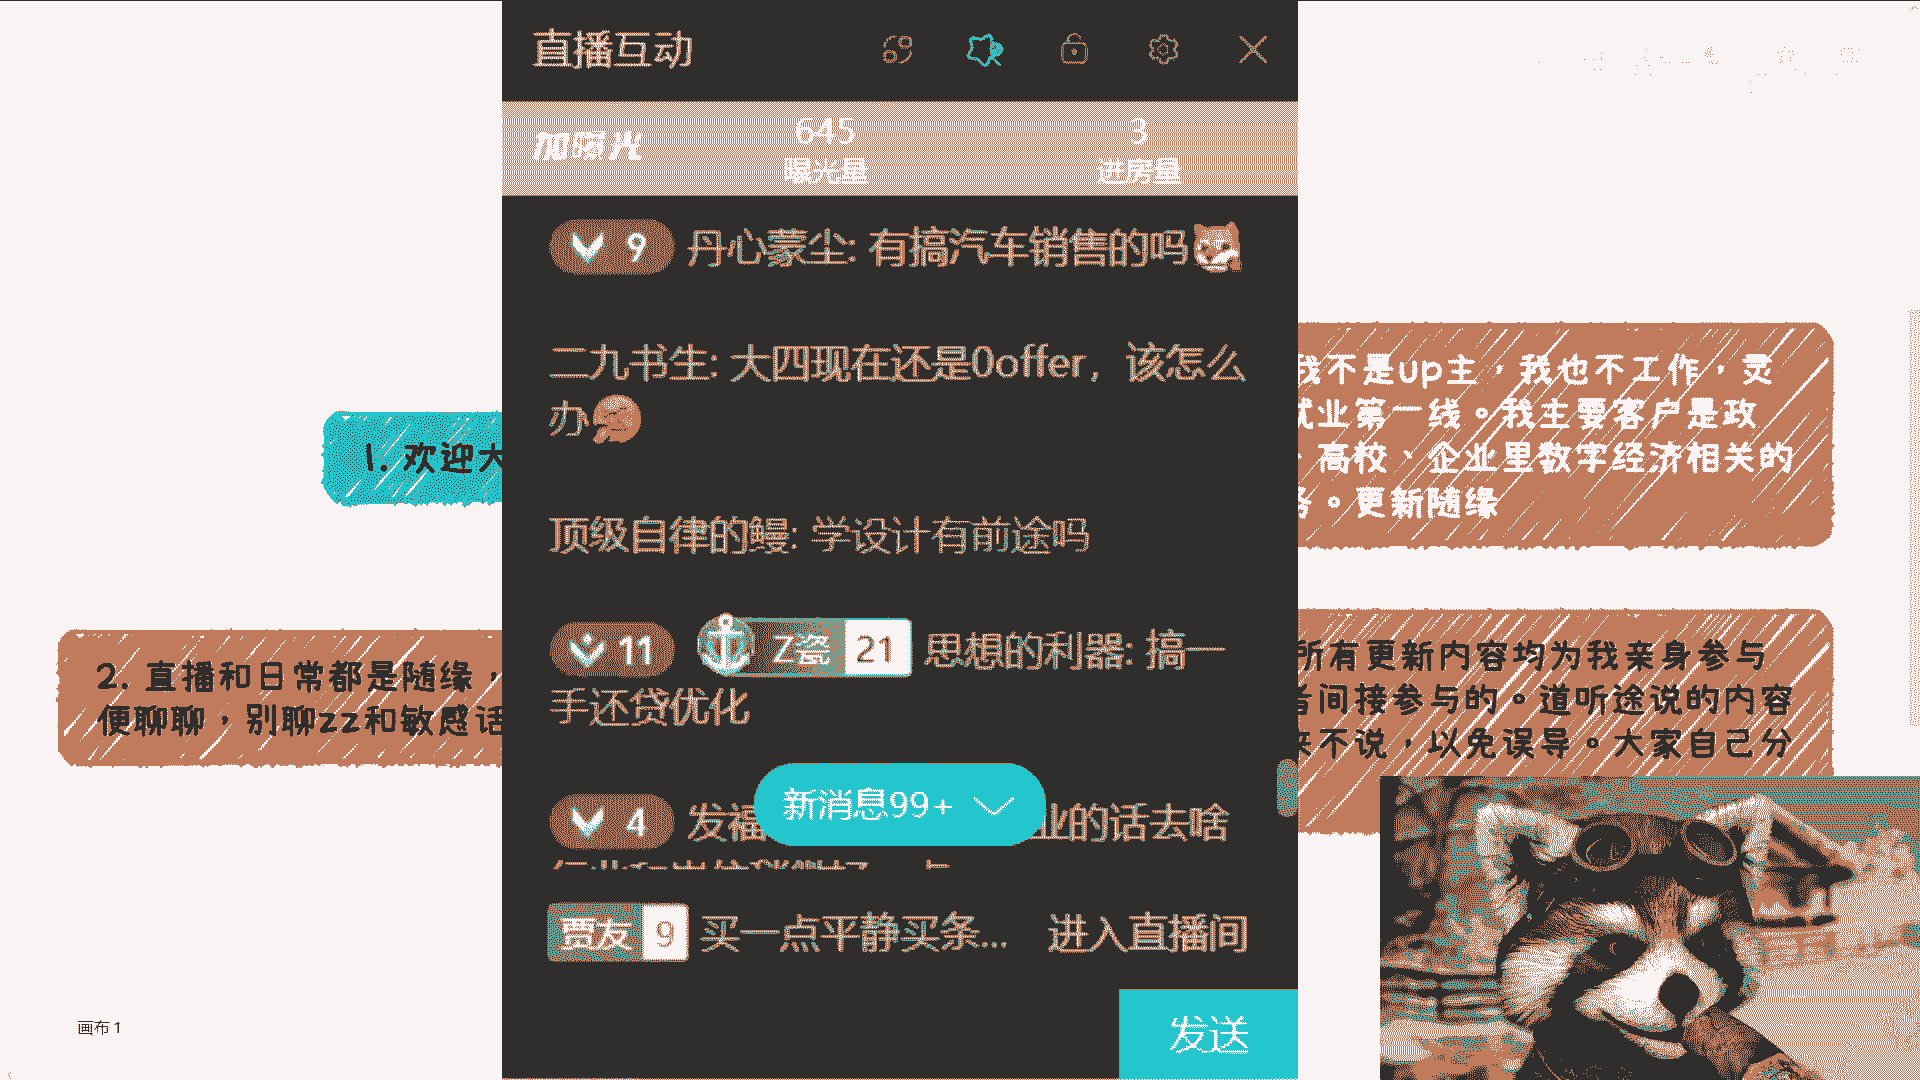 直播互动
加曝光
645
曝光量
3
进房量
9 丹心蒙尘: 有搞汽车销售的吗
二九书生: 大四现在还是0offer，该怎么
办
顶级自律的鳗: 学设计有前途吗
11 Z瓷 21 思想的利器: 搞一
手还贷优化
4 发福
业的话去啥
新消息99+
贾友 9 买一点平静买条... 进入直播间
发送
1. 欢迎大
2. 直播和日常都是随缘，
便聊聊，别聊zz和敏感话
我不是up主，我也不工作，灵
就业第一线。我主要客户是政
、高校、企业里数字经济相关的
务。更新随缘
所有更新内容均为我亲身参与
者间接参与的。道听途说的内容
来不说，以免误导。大家自己分
画布 1